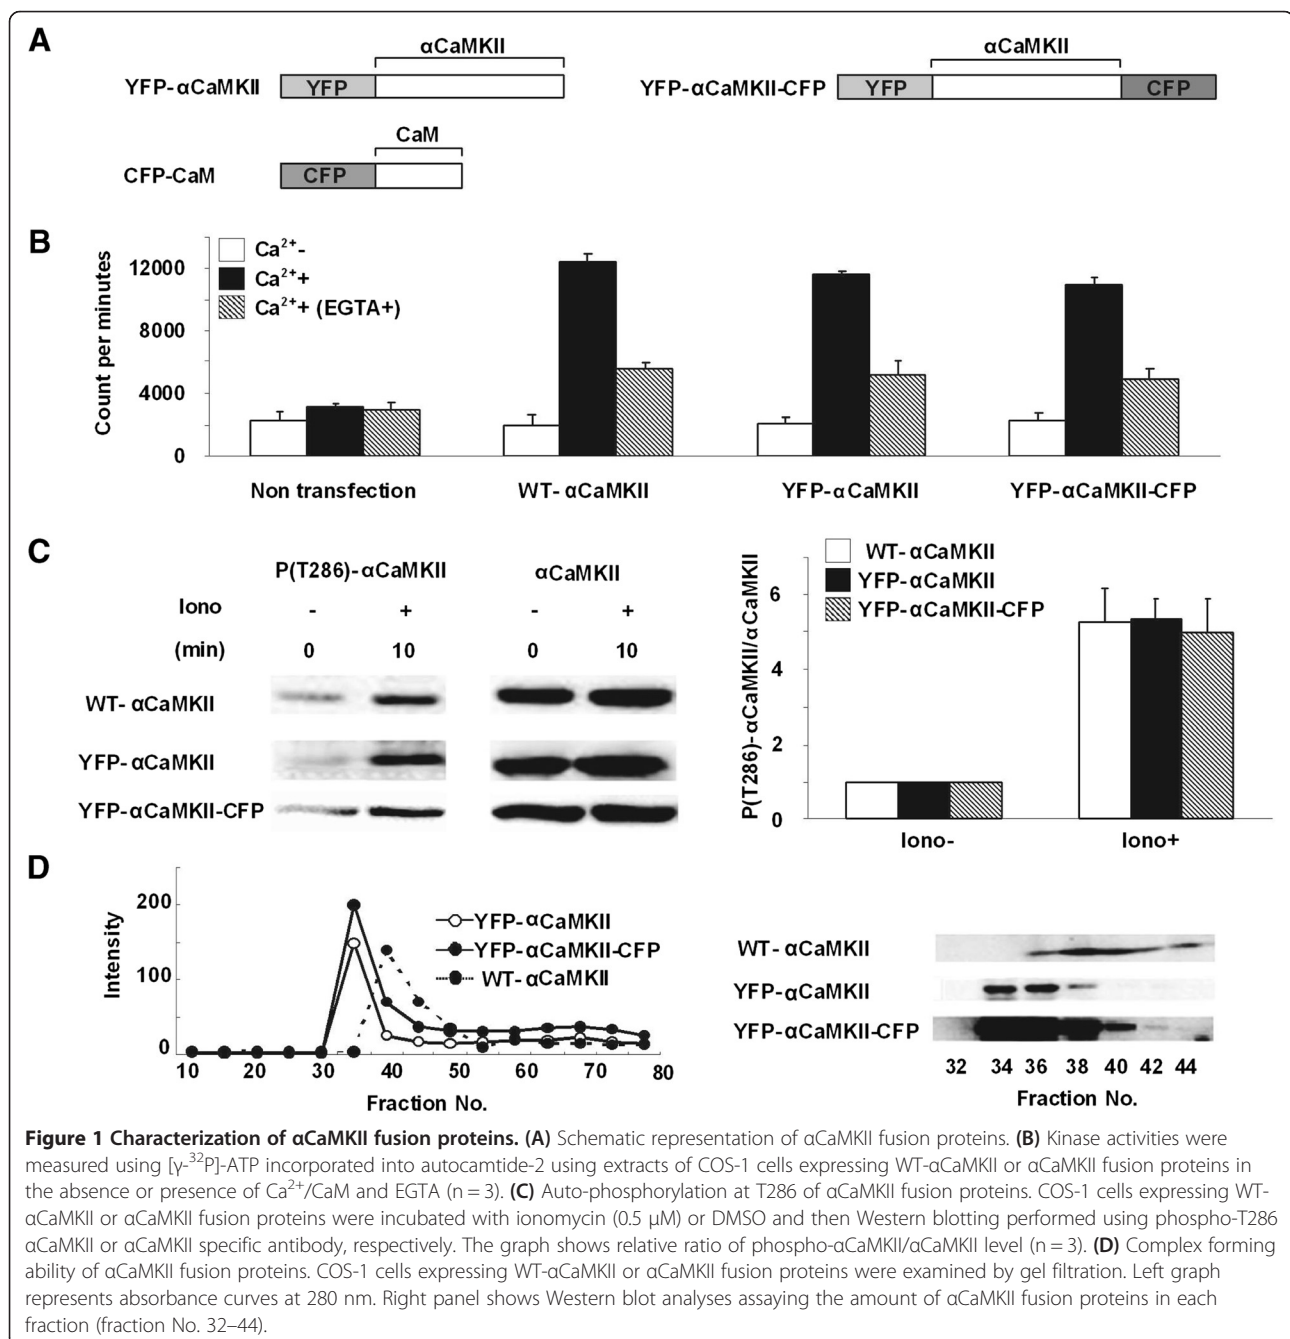 A
αCaMKII
YFP-αCaMKII
YFP
αCaMKII
YFP-αCaMKII-CFP
YFP
CFP
CaM
CFP-CaM
CFP
B
Count per minutes
12000
8000
4000
0
Ca²⁺-
Ca²⁺+
Ca²⁺+ (EGTA+)
Non transfection
WT-αCaMKII
YFP-αCaMKII
YFP-αCaMKII-CFP
C
P(T286)-αCaMKII
αCaMKII
Iono - + - +
(min) 0 10 0 10
WT-αCaMKII
YFP-αCaMKII
YFP-αCaMKII-CFP
P(T286)-αCaMKII/αCaMKII
6
4
2
0
WT-αCaMKII
YFP-αCaMKII
YFP-αCaMKII-CFP
Iono-
Iono+
D
Intensity
200
100
0
YFP-αCaMKII
YFP-αCaMKII-CFP
WT-αCaMKII
10 20 30 40 50 60 70 80
Fraction No.
WT-αCaMKII
YFP-αCaMKII
YFP-αCaMKII-CFP
32 34 36 38 40 42 44
Fraction No.
Figure 1 Characterization of αCaMKII fusion proteins. (A) Schematic representation of αCaMKII fusion proteins. (B) Kinase activities were
measured using [γ-³²P]-ATP incorporated into autocamtide-2 using extracts of COS-1 cells expressing WT-αCaMKII or αCaMKII fusion proteins in
the absence or presence of Ca²⁺/CaM and EGTA (n = 3). (C) Auto-phosphorylation at T286 of αCaMKII fusion proteins. COS-1 cells expressing WT-
αCaMKII or αCaMKII fusion proteins were incubated with ionomycin (0.5 μM) or DMSO and then Western blotting performed using phospho-T286
αCaMKII or αCaMKII specific antibody, respectively. The graph shows relative ratio of phospho-αCaMKII/αCaMKII level (n = 3). (D) Complex forming
ability of αCaMKII fusion proteins. COS-1 cells expressing WT-αCaMKII or αCaMKII fusion proteins were examined by gel filtration. Left graph
represents absorbance curves at 280 nm. Right panel shows Western blot analyses assaying the amount of αCaMKII fusion proteins in each
fraction (fraction No. 32–44).